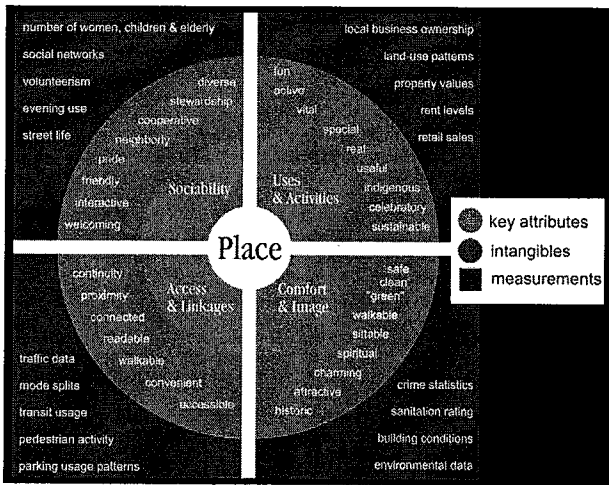 number of women, children & elderly
social networks
volunteerism
evening use
street life
diverse
stewardship
cooperative
neighborly
pride
friendly
interactive
welcoming
Sociability
local business ownership
land-use patterns
property values
rent levels
retail sales
fun
active
vital
special
real
useful
indigenous
celebratory
sustainable
Uses
& Activities
Place
key attributes
intangibles
measurements
continuity
proximity
connected
readable
walkable
convenient
accessible
Access
& Linkages
traffic data
mode splits
transit usage
pedestrian activity
parking usage patterns
Comfort
& Image
"safe
clean"
"green"
walkable
sittable
spiritual
charming
attractive
historic
crime statistics
sanitation rating
building conditions
environmental data